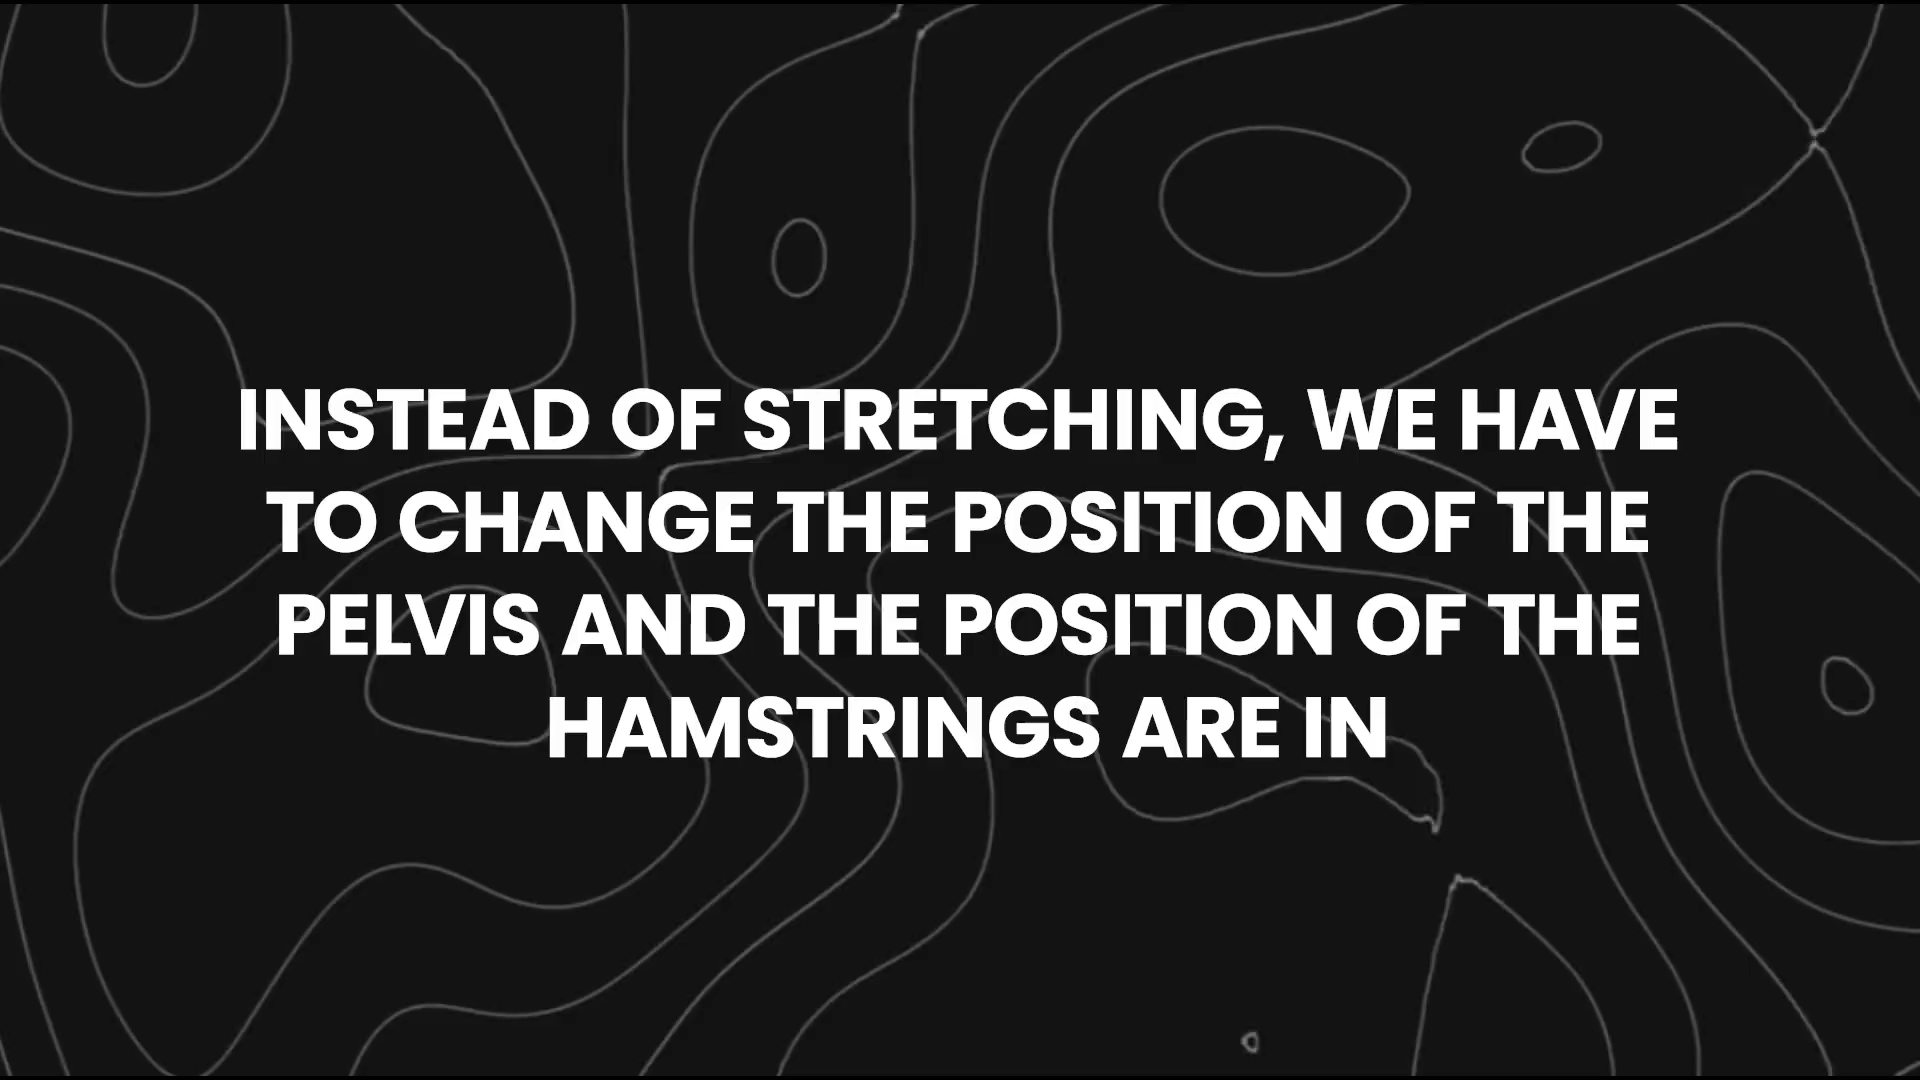 INSTEAD OF STRETCHING, WE HAVE
TO CHANGE THE POSITION OF THE
PELVIS AND THE POSITION OF THE
HAMSTRINGS ARE IN